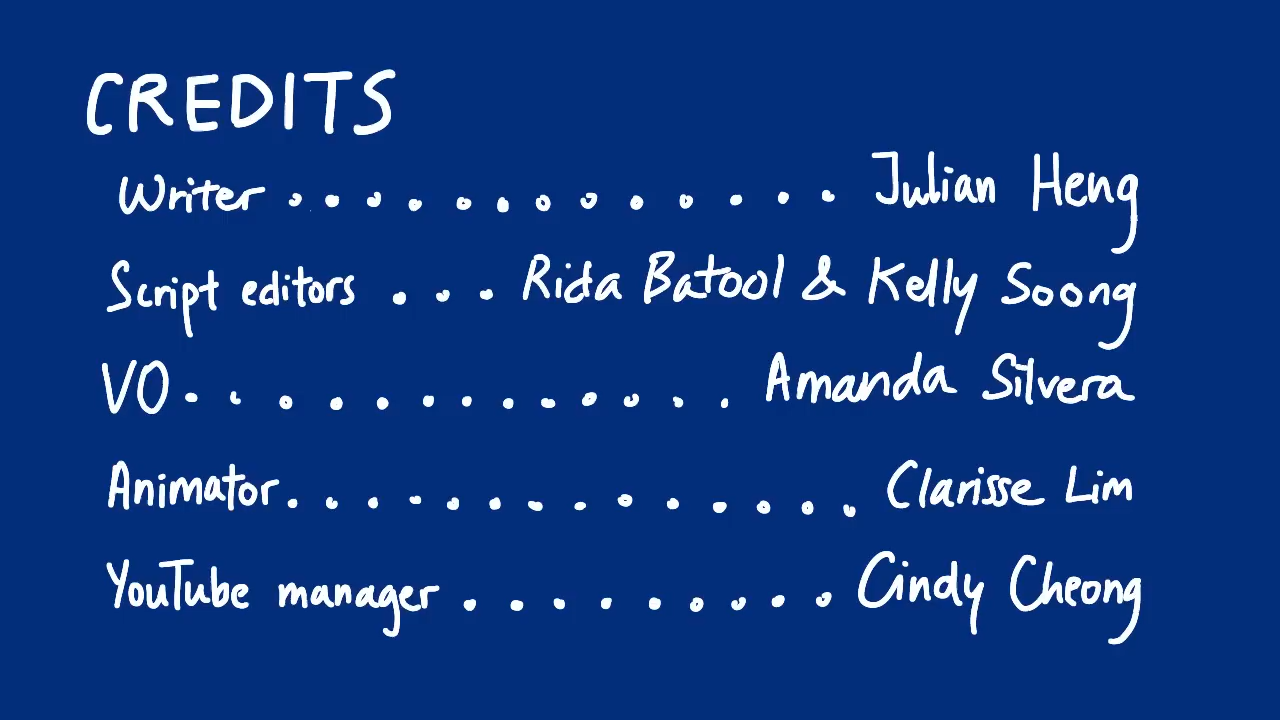 CREDITS
Writer . . . . . . . . . . . . . Julian Heng
Script editors . . . Rida Batool & Kelly Soong
VO . . . . . . . . . . . . . Amanda Silvera
Animator . . . . . . . . . . . . . . Clarisse Lim
YouTube manager . . . . . . . . . Cindy Cheong